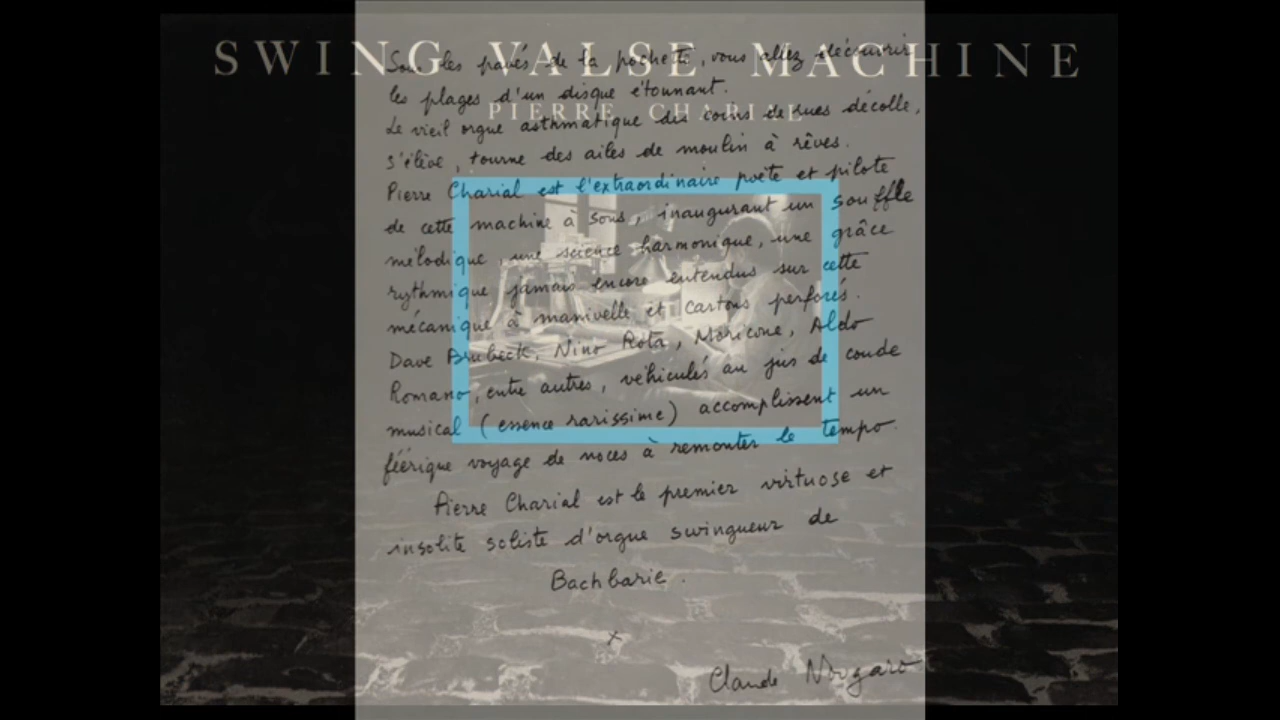 SWING VALSE MACHINE
PIERRE CHARIAL
Sous les pavés de la pochette, vous allez découvrir
les plages d'un disque étonnant.
Le vieil orgue asthmatique des coins de rues décolle,
s'élève, tourne des ailes de moulin à rêves.
Pierre Charial est l'extraordinaire poète et pilote
de cette machine à sons, inaugurant un souffle
mélodique, une science harmonique, une grâce
rythmique jamais encore entendus sur cette
mécanique à manivelle et cartons perforés.
Dave Brubeck, Nino Rota, Moricone, Aldo
Romano, entre autres, véhiculés au jus de coude
musical (essence rarissime) accomplissent un
féérique voyage de noces à remonter le tempo.
Pierre Charial est le premier virtuose et
insolite soliste d'orgue swingueur de
Bachbarie.
x
Claude Nougaro